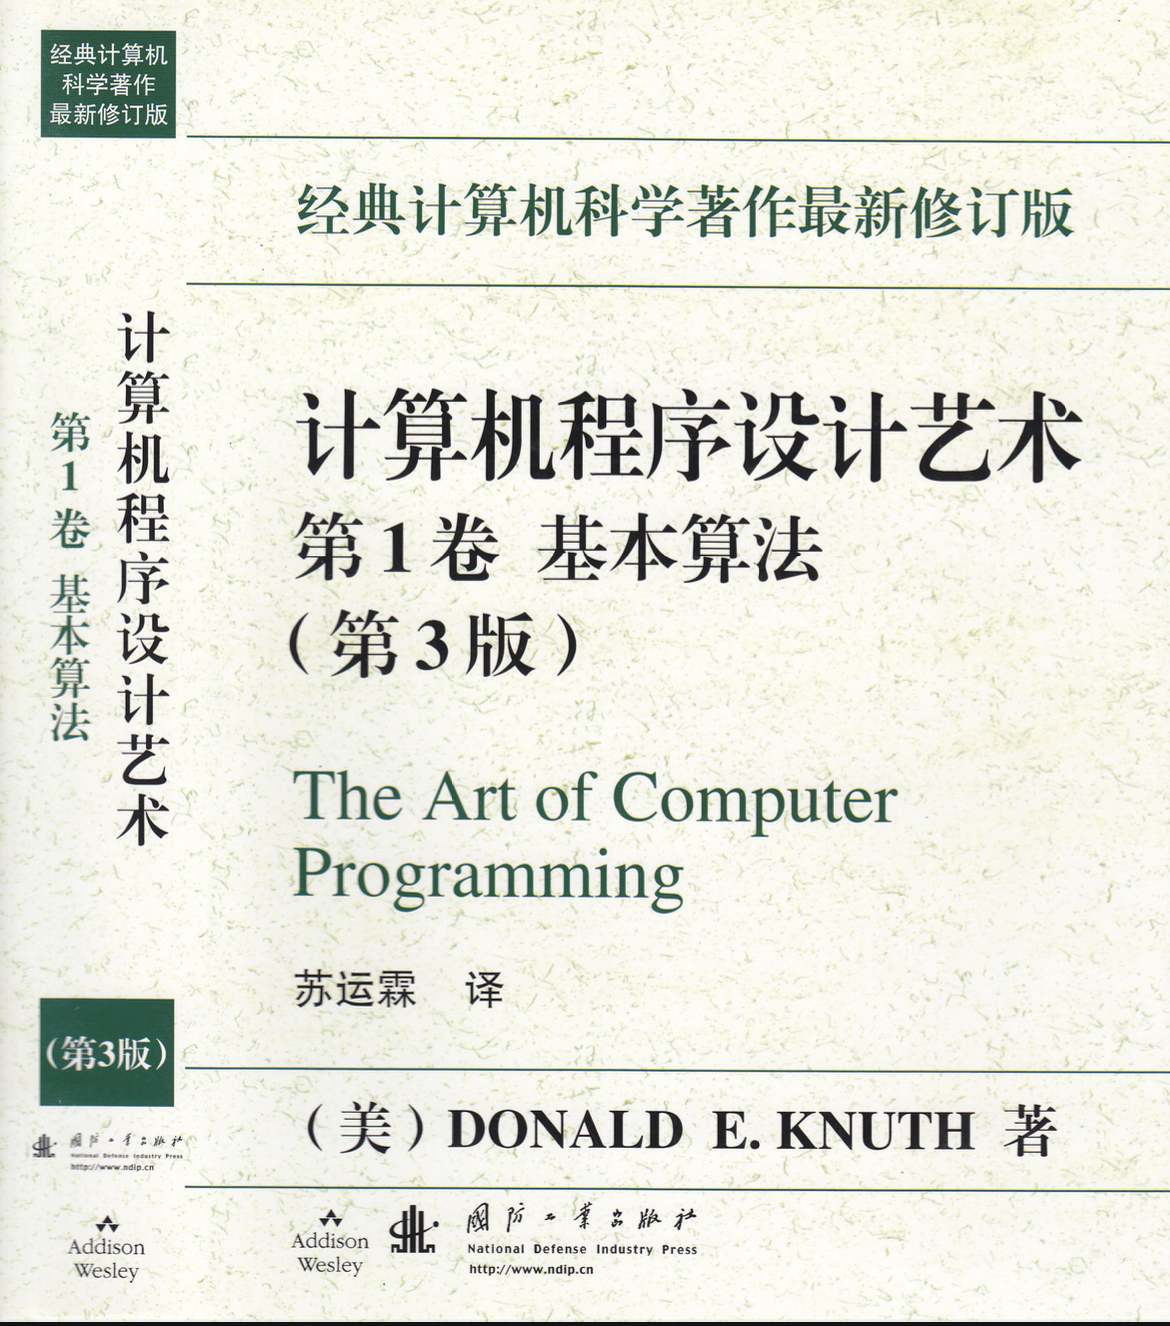 经典计算机
科学著作
最新修订版
计算机程序设计艺术
第1卷 基本算法
(第3版)
国防工业出版社
National Defense Industry Press
http://www.ndip.cn
Addison
Wesley
经典计算机科学著作最新修订版
计算机程序设计艺术
第1卷 基本算法
(第3版)
The Art of Computer
Programming
苏运霖 译
(美) DONALD E. KNUTH 著
Addison
Wesley
國防工業出版社
National Defense Industry Press
http://www.ndip.cn